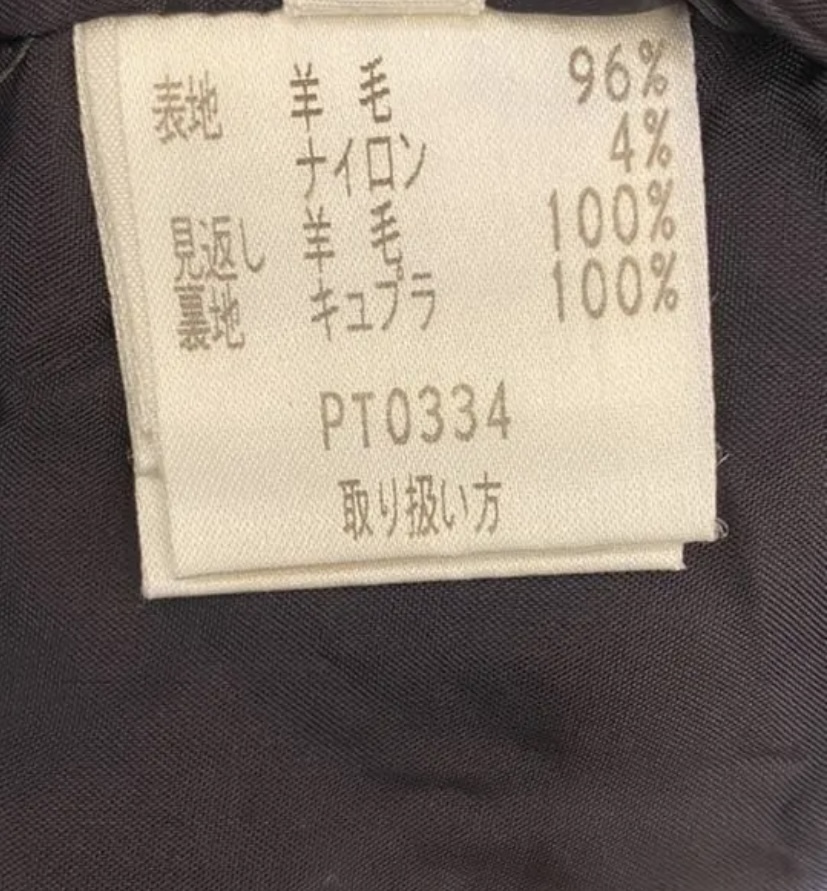 表地 羊毛 96%
ナイロン 4%
見返し 羊毛 100%
裏地 キュプラ 100%
PT0334
取り扱い方